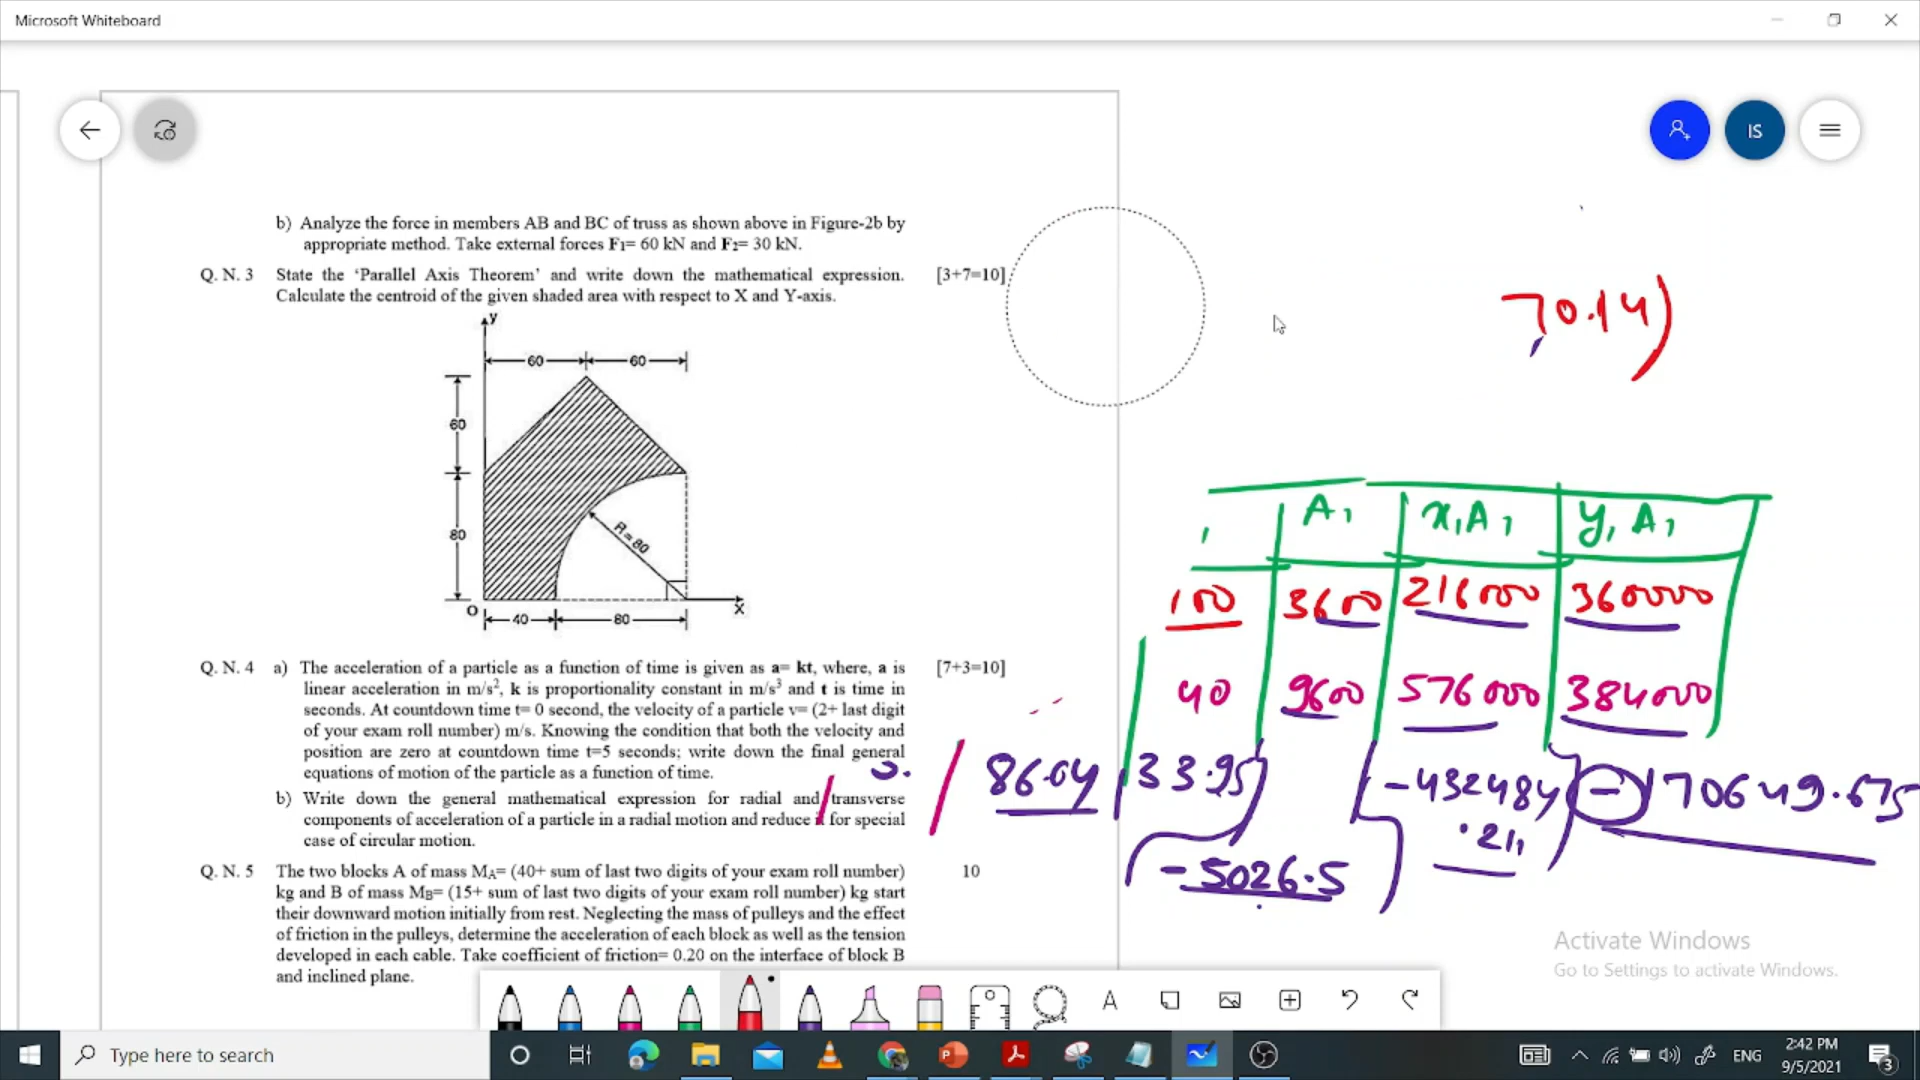 Microsoft Whiteboard
IS
b) Analyze the force in members AB and BC of truss as shown above in Figure-2b by
appropriate method. Take external forces F1= 60 kN and F2= 30 kN.
Q. N. 3 State the ‘Parallel Axis Theorem’ and write down the mathematical expression. [3+7=10]
Calculate the centroid of the given shaded area with respect to X and Y-axis.
y
60 60
60
R = 80
80
O
x
40 80
Q. N. 4 a) The acceleration of a particle as a function of time is given as a= kt, where, a is [7+3=10]
linear acceleration in m/s², k is proportionality constant in m/s³ and t is time in
seconds. At countdown time t= 0 second, the velocity of a particle v= (2+ last digit
of your exam roll number) m/s. Knowing the condition that both the velocity and
position are zero at countdown time t=5 seconds; write down the final general
equations of motion of the particle as a function of time.
b) Write down the general mathematical expression for radial and transverse
components of acceleration of a particle in a radial motion and reduce it for special
case of circular motion.
Q. N. 5 The two blocks A of mass MA= (40+ sum of last two digits of your exam roll number) 10
kg and B of mass MB= (15+ sum of last two digits of your exam roll number) kg start
their downward motion initially from rest. Neglecting the mass of pulleys and the effect
of friction in the pulleys, determine the acceleration of each block as well as the tension
developed in each cable. Take coefficient of friction= 0.20 on the interface of block B
and inclined plane.
70.14)
A1 x1A1 y1A1
100 3600 216000 360000
40 9600 576000 384000
3. 86.04 33.95 -5026.5 -432484.21 -170649.675
Activate Windows
Go to Settings to activate Windows.
A
Type here to search
ENG
2:42 PM
9/5/2021
3